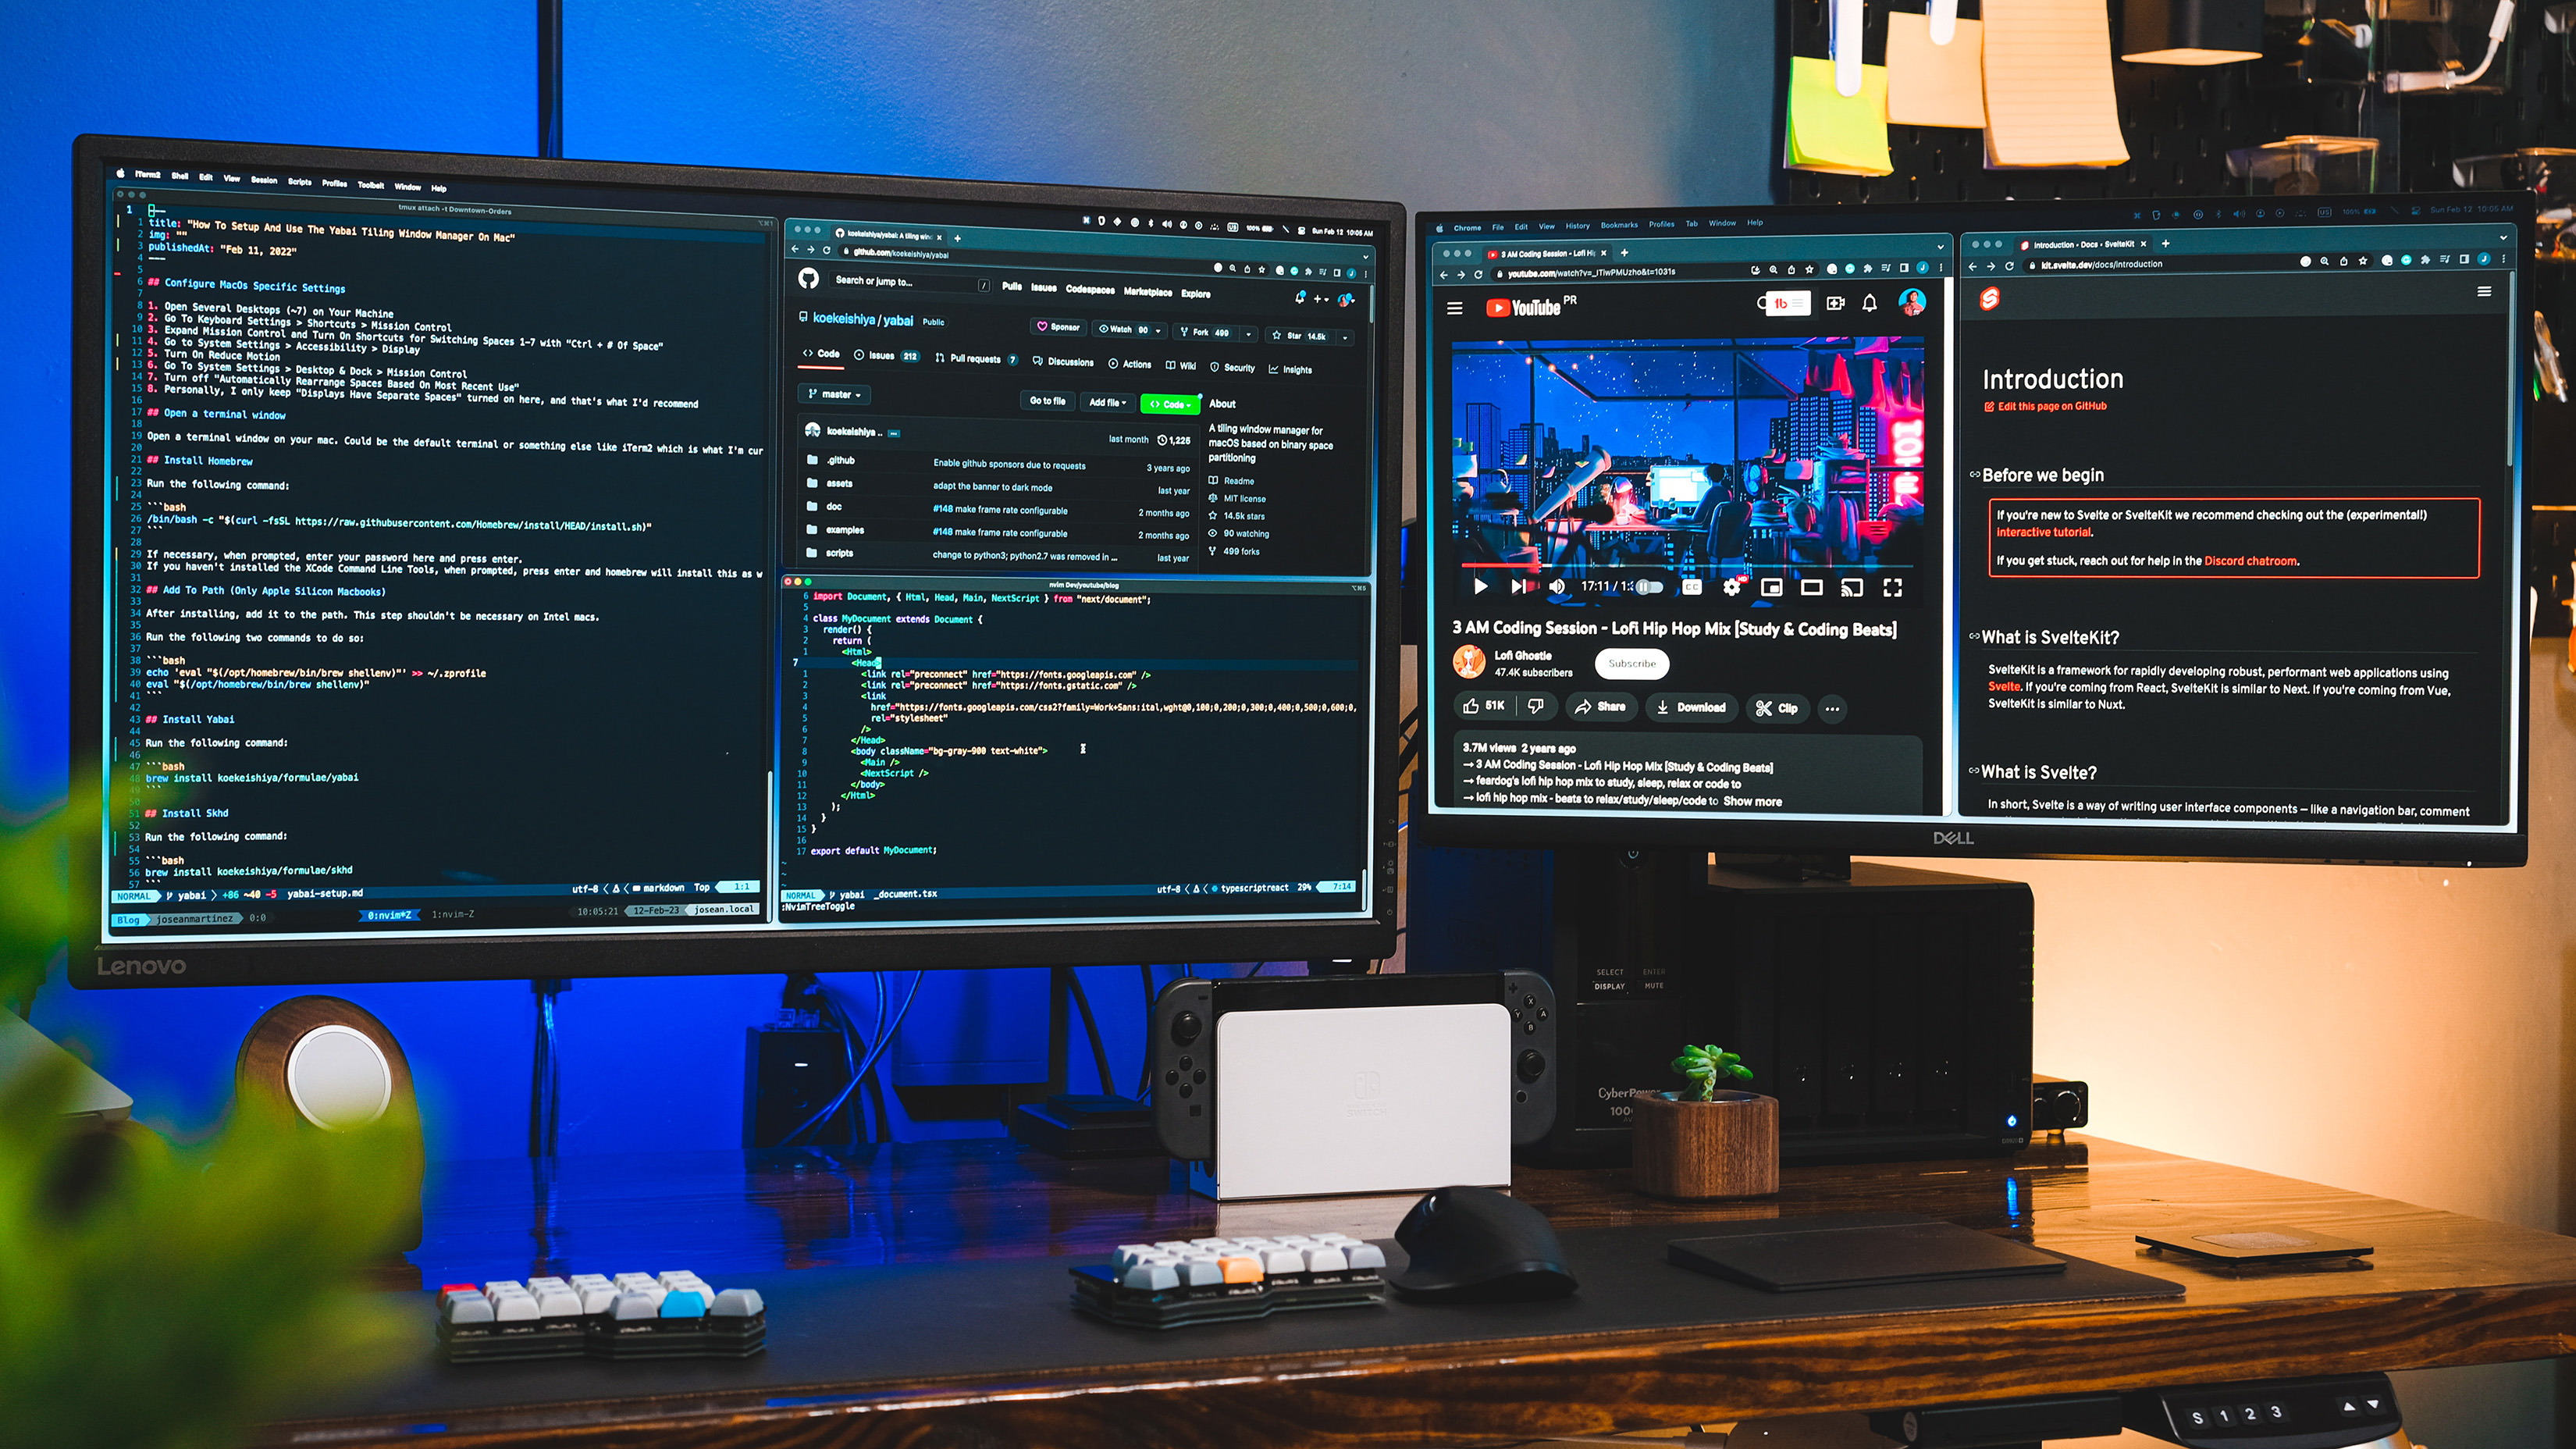 iTerm2 Shell Edit View Session Scripts Profiles Toolbelt Window Help
100% Sun Feb 12 10:05 AM
tmux attach -t Downtown-Orders
1 ---
1 title: "How To Setup And Use The Yabai Tiling Window Manager On Mac"
2 img: ""
3 publishedAt: "Feb 11, 2022"
4 ---
5
6 ## Configure MacOs Specific Settings
7
8 1. Open Several Desktops (~7) on Your Machine
9 2. Go To Keyboard Settings > Shortcuts > Mission Control
10 3. Expand Mission Control and Turn On Shortcuts for Switching Spaces 1-7 with "Ctrl + # Of Space"
11 4. Go to System Settings > Accessibility > Display
12 5. Turn On Reduce Motion
13 6. Go To System Settings > Desktop & Dock > Mission Control
14 7. Turn off "Automatically Rearrange Spaces Based On Most Recent Use"
15 8. Personally, I only keep "Displays Have Separate Spaces" turned on here, and that's what I'd recommend
16
17 ## Open a terminal window
18
19 Open a terminal window on your mac. Could be the default terminal or something else like iTerm2 which is what I'm cur
20
21 ## Install Homebrew
22
23 Run the following command:
24
25 ```bash
26 /bin/bash -c "$(curl -fsSL https://raw.githubusercontent.com/Homebrew/install/HEAD/install.sh)"
27 ```
28
29 If necessary, when prompted, enter your password here and press enter.
30 If you haven't installed the XCode Command Line Tools, when prompted, press enter and homebrew will install this as w
31
32 ## Add To Path (Only Apple Silicon Macbooks)
33
34 After installing, add it to the path. This step shouldn't be necessary on Intel macs.
35
36 Run the following two commands to do so:
37
38 ```bash
39 echo 'eval "$(/opt/homebrew/bin/brew shellenv)"' >> ~/.zprofile
40 eval "$(/opt/homebrew/bin/brew shellenv)"
41 ```
42
43 ## Install Yabai
44
45 Run the following command:
46
47 ```bash
48 brew install koekeishiya/formulae/yabai
49 ```
50
51 ## Install Skhd
52
53 Run the following command:
54
55 ```bash
56 brew install koekeishiya/formulae/skhd
57 ```
NORMAL yabai +86 ~40 -5 yabai-setup.md utf-8 markdown Top 1:1
Blog joseanmartinez 0:0 0:nvim*Z 1:nvim-Z 10:05:21 12-Feb-23 josean.local
koekeishiya/yabai: A tiling win
github.com/koekeishiya/yabai
Search or jump to... / Pulls Issues Codespaces Marketplace Explore
koekeishiya / yabai Public Sponsor Watch 90 Fork 499 Star 14.5k
Code Issues 212 Pull requests 7 Discussions Actions Wiki Security Insights
master Go to file Add file Code
koekeishiya .. last month 1,225
.github Enable github sponsors due to requests 3 years ago
assets adapt the banner to dark mode last year
doc #148 make frame rate configurable 2 months ago
examples #148 make frame rate configurable 2 months ago
scripts change to python3; python2.7 was removed in ... last year
About
A tiling window manager for
macOS based on binary space
partitioning
Readme
MIT license
14.5k stars
90 watching
499 forks
nvim Dev/youtube/blog
6 import Document, { Html, Head, Main, NextScript } from "next/document";
5
4 class MyDocument extends Document {
3 render() {
2 return (
1 <Html>
7 <Head>
1 <link rel="preconnect" href="https://fonts.googleapis.com" />
2 <link rel="preconnect" href="https://fonts.gstatic.com" />
3 <link
4 href="https://fonts.googleapis.com/css2?family=Work+Sans:ital,wght@0,100;0,200;0,300;0,400;0,500;0,600;0,
5 rel="stylesheet"
6 />
7 </Head>
8 <body className="bg-gray-900 text-white">
9 <Main />
10 <NextScript />
11 </body>
12 </Html>
13 );
14 }
15 }
16
17 export default MyDocument;
NORMAL yabai _document.tsx utf-8 typescriptreact 29% 7:14
:NvimTreeToggle
Lenovo
Chrome File Edit View History Bookmarks Profiles Tab Window Help
US 100% Sun Feb 12 10:05 AM
3 AM Coding Session - Lofi Hi
youtube.com/watch?v=_ITiwPMUzho&t=1031s
YouTube PR
17:11
CC HD
3 AM Coding Session - Lofi Hip Hop Mix [Study & Coding Beats]
Lofi Ghostie
47.4K subscribers
Subscribe
51K Share Download Clip
3.7M views 2 years ago
→ 3 AM Coding Session - Lofi Hip Hop Mix [Study & Coding Beats]
→ feardog's lofi hip hop mix to study, sleep, relax or code to
→ lofi hip hop mix - beats to relax/study/sleep/code to Show more
Introduction • Docs • SvelteKit
kit.svelte.dev/docs/introduction
Introduction
Edit this page on GitHub
Before we begin
If you're new to Svelte or SvelteKit we recommend checking out the (experimental!)
interactive tutorial.
If you get stuck, reach out for help in the Discord chatroom.
What is SvelteKit?
SvelteKit is a framework for rapidly developing robust, performant web applications using
Svelte. If you're coming from React, SvelteKit is similar to Next. If you're coming from Vue,
SvelteKit is similar to Nuxt.
What is Svelte?
In short, Svelte is a way of writing user interface components — like a navigation bar, comment
DELL
SELECT ENTER
DISPLAY MUTE
X
Y A
B
SWITCH
S 1 2 3